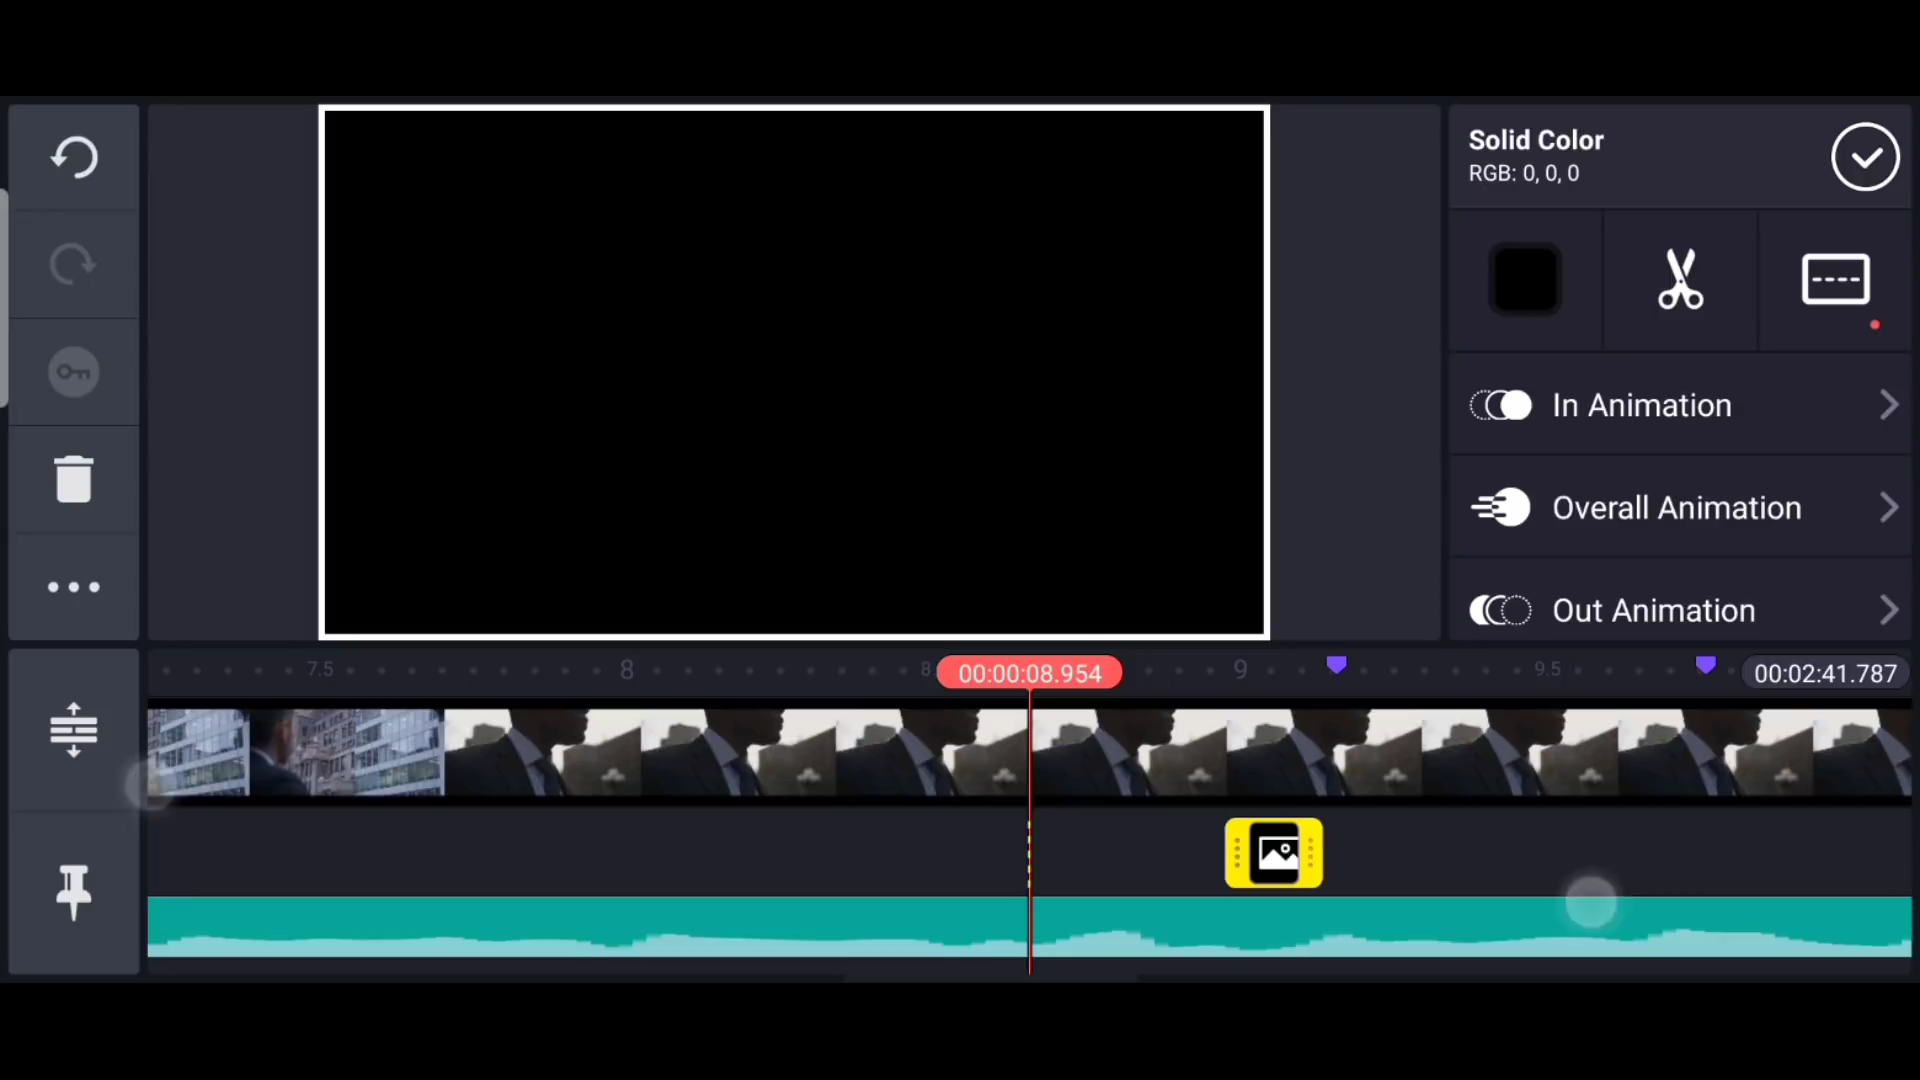 Solid Color
RGB: 0, 0, 0
In Animation
Overall Animation
Out Animation
7.5
8
8
00:00:08.954
9
9.5
00:02:41.787